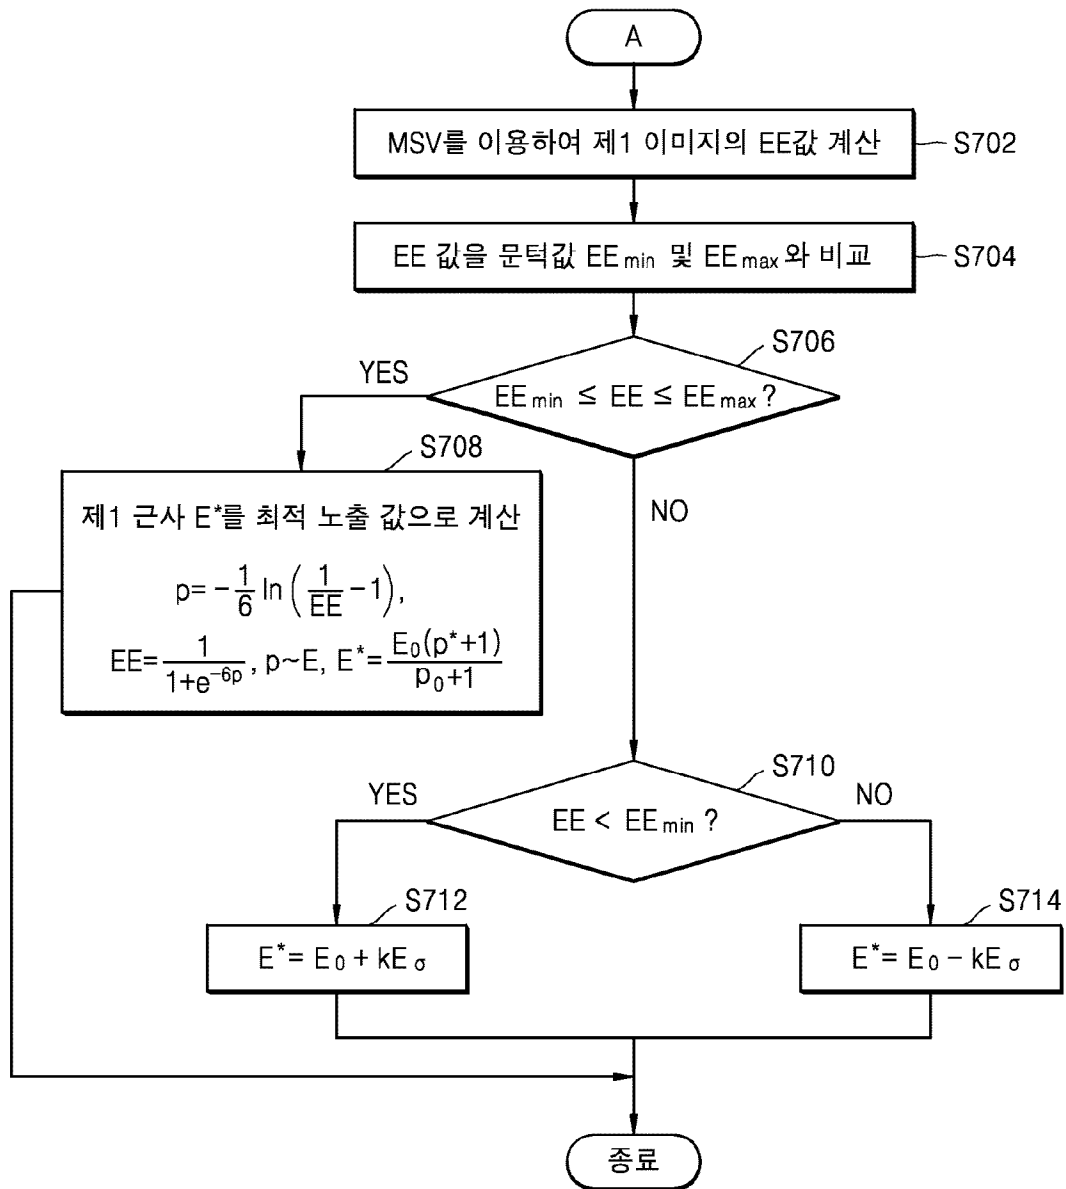 A
MSV를 이용하여 제1 이미지의 EE값 계산
S702
EE 값을 문턱값 EEmin 및 EEmax와 비교
S704
S706
EEmin ≤ EE ≤ EEmax ?
YES
NO
S708
제1 근사 E*를 최적 노출 값으로 계산
p= -1/6 ln (1/EE -1),
EE= 1/1+e^-6p , p~E, E*= E0(p*+1)/p0+1
S710
EE < EEmin ?
YES
NO
S712
E*= E0 + kEσ
S714
E*= E0 − kEσ
종료